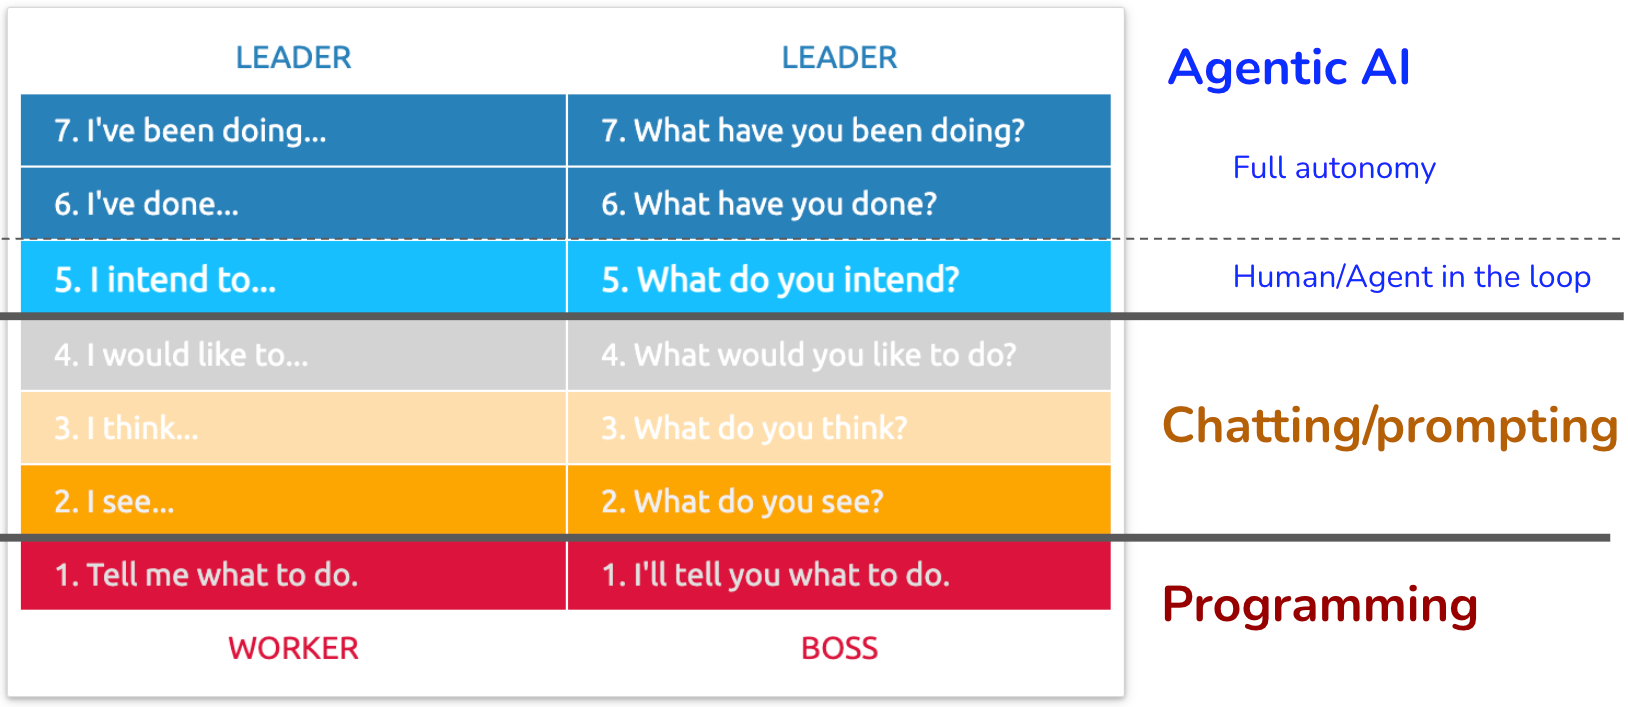 LEADER LEADER Agentic AI
7. I've been doing... 7. What have you been doing?
Full autonomy
6. I've done... 6. What have you done?
5. I intend to... 5. What do you intend? Human/Agent in the loop
4. I would like to... 4. What would you like to do?
3. I think... 3. What do you think? Chatting/prompting
2. I see... 2. What do you see?
1. Tell me what to do. 1. I'll tell you what to do.
Programming
WORKER BOSS